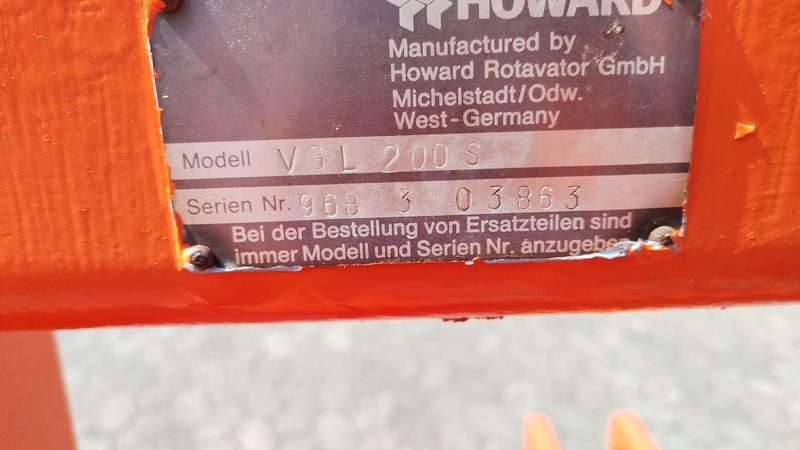 HOWARD
Manufactured by
Howard Rotavator GmbH
Michelstadt/Odw.
West-Germany
Modell VGL 200 S
Serien Nr. 968 3 03863
Bei der Bestellung von Ersatzteilen sind
immer Modell und Serien Nr. anzugebe